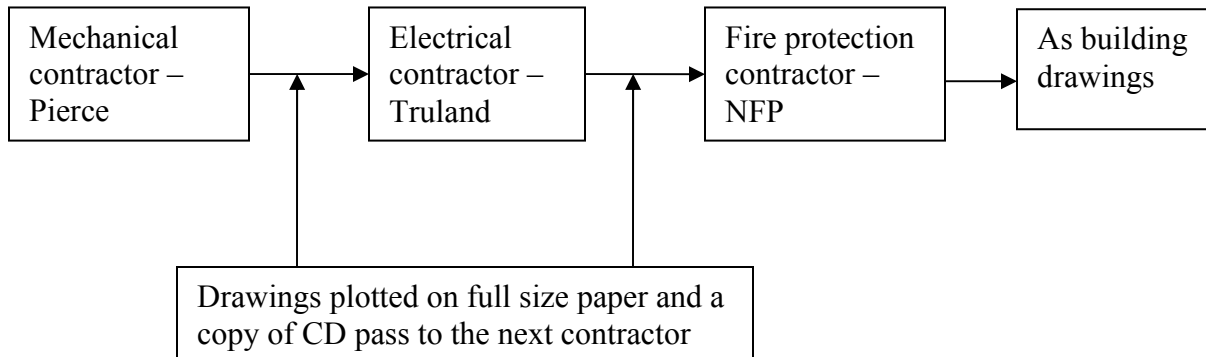 Mechanical
contractor –
Pierce
Electrical
contractor –
Truland
Fire protection
contractor –
NFP
As building
drawings
Drawings plotted on full size paper and a
copy of CD pass to the next contractor